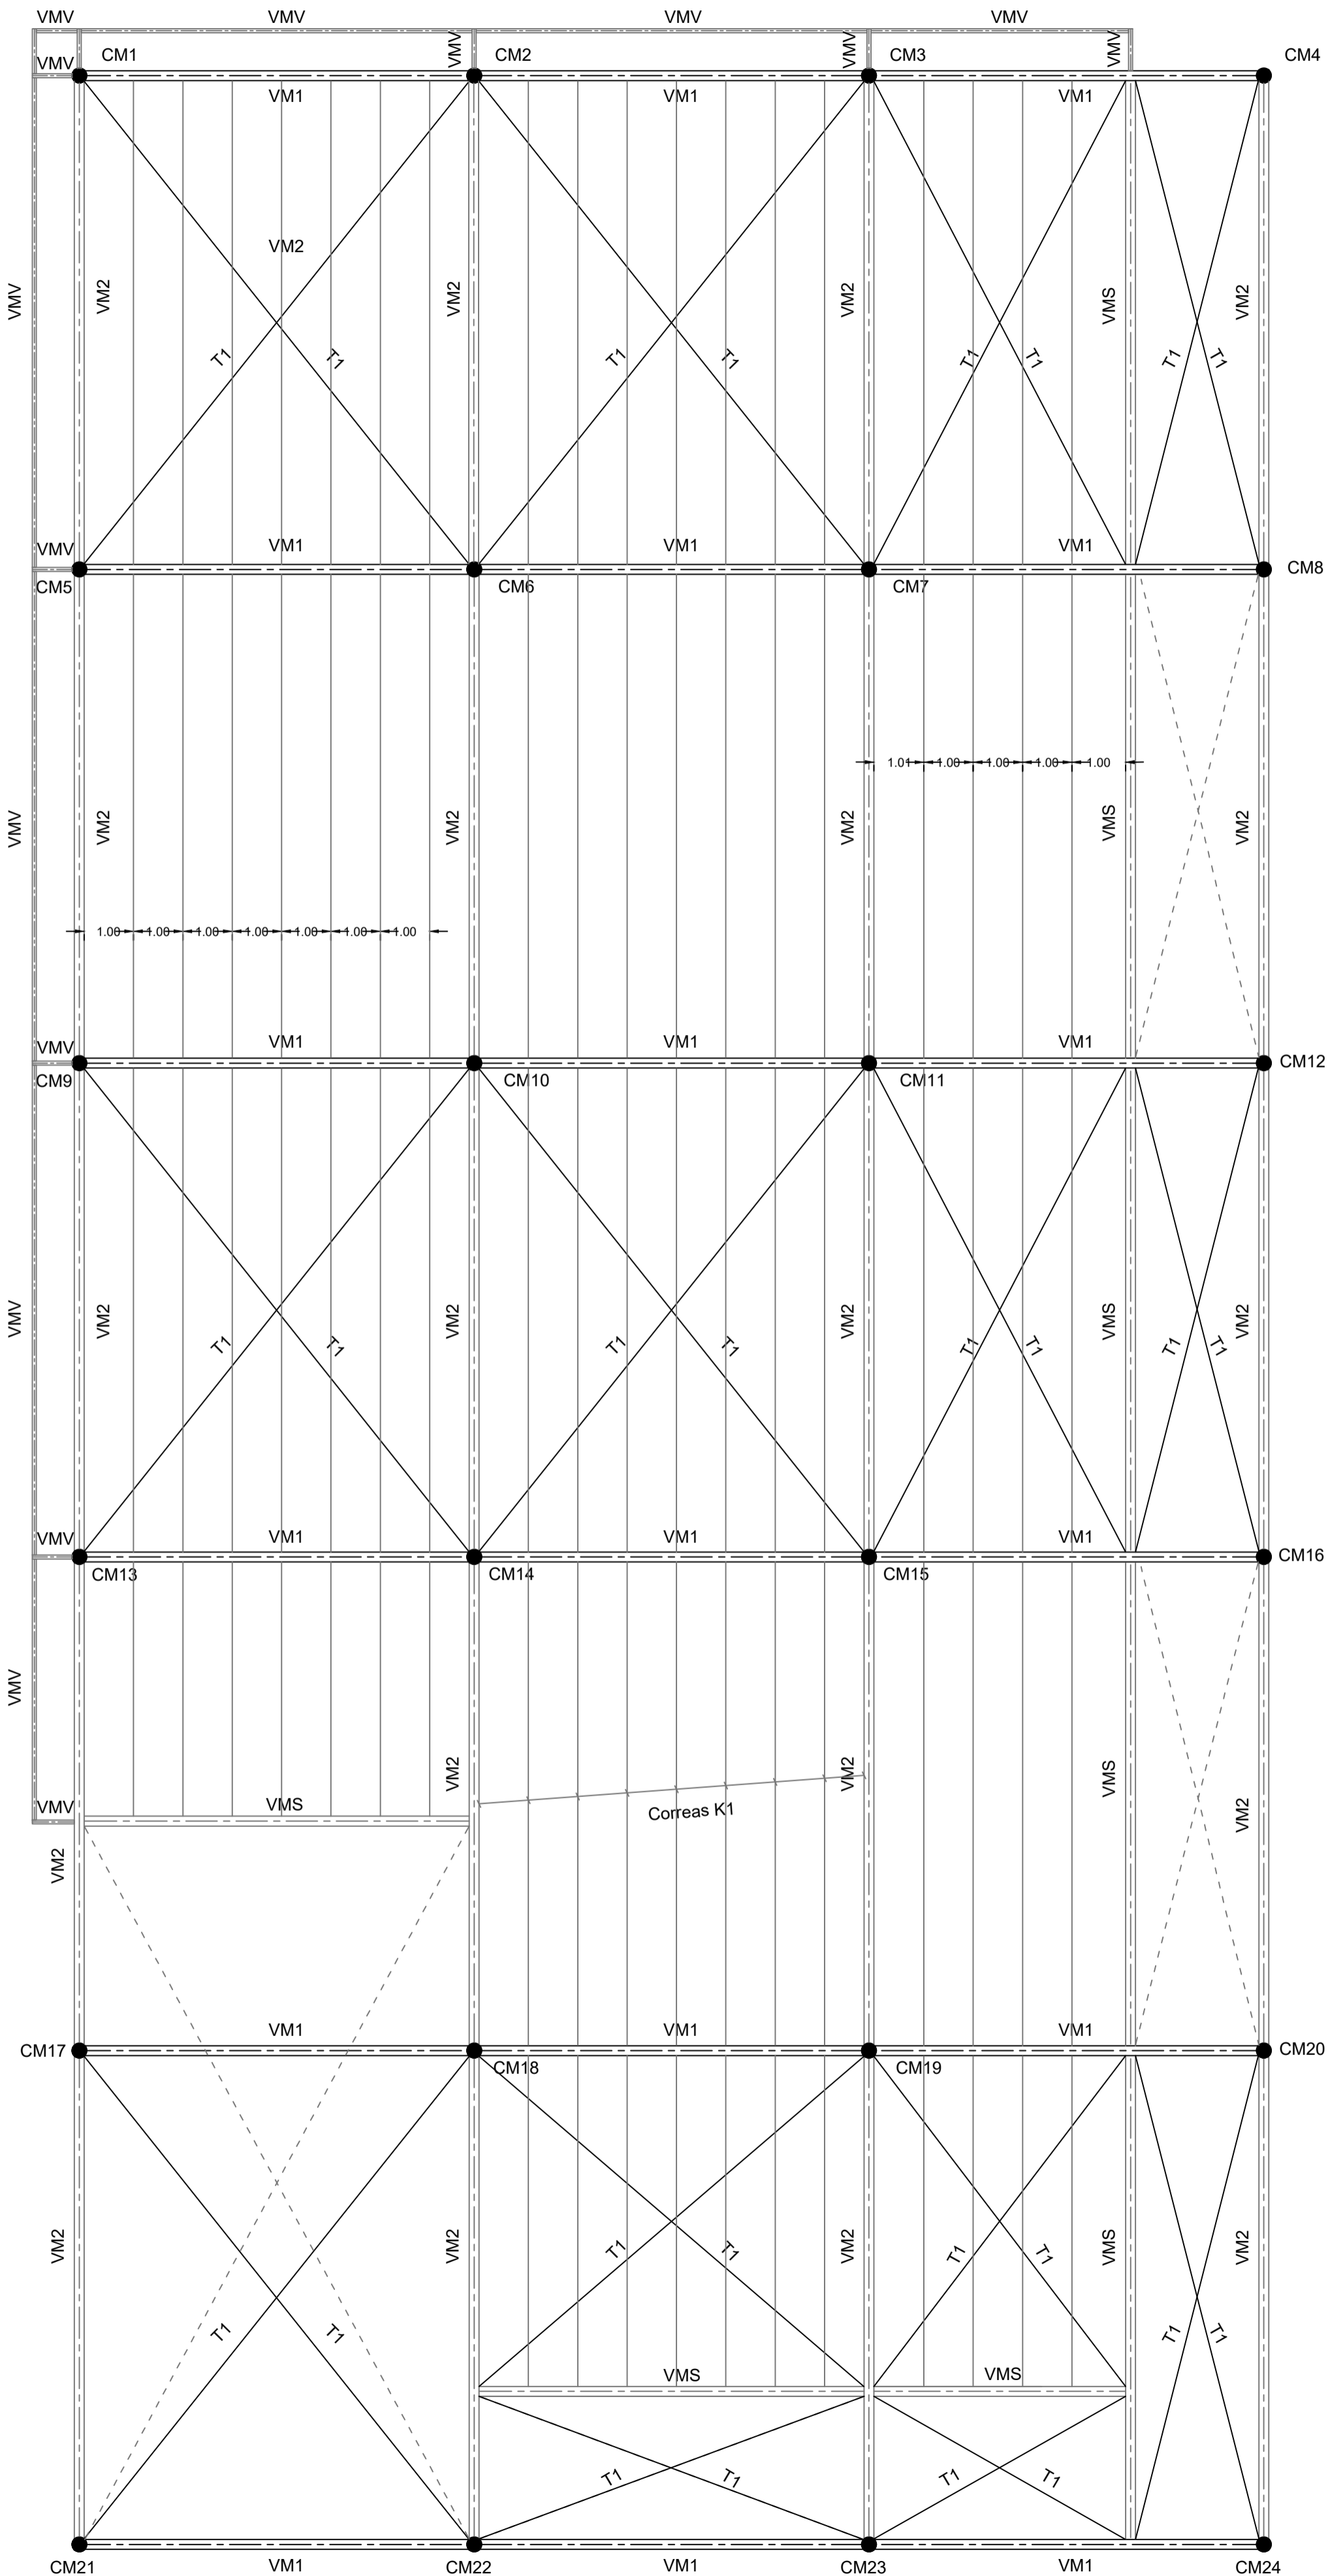 VMV VMV VMV VMV
VMV CM1 VMV CM2 VMV CM3 VMV CM4
VM1 VM1 VM1
VM2
VMV VM2 VM2 VM2 VMS VM2
T1 T1 T1 T1 T1 T1 T1 T1
VMV VM1 VM1 VM1
CM5 CM6 CM7 CM8
1.01 1.00 1.00 1.00 1.00
VMV VM2 VM2 VM2 VMS VM2
1.00 1.00 1.00 1.00 1.00 1.00 1.00
VMV VM1 VM1 VM1
CM9 CM10 CM11 CM12
VMV VM2 VM2 VM2 VMS VM2
T1 T1 T1 T1 T1 T1 T1 T1
VMV VM1 VM1 VM1
CM13 CM14 CM15 CM16
VMV VM2 VM2 VMS VM2
VMV VMS Correas K1
VM2
VM1 VM1 VM1
CM17 CM18 CM19 CM20
VM2 VM2 T1 T1 VM2 T1 T1 VMS VM2
T1 T1 T1 T1
VMS VMS
T1 T1 T1 T1
CM21 VM1 CM22 VM1 CM23 VM1 CM24